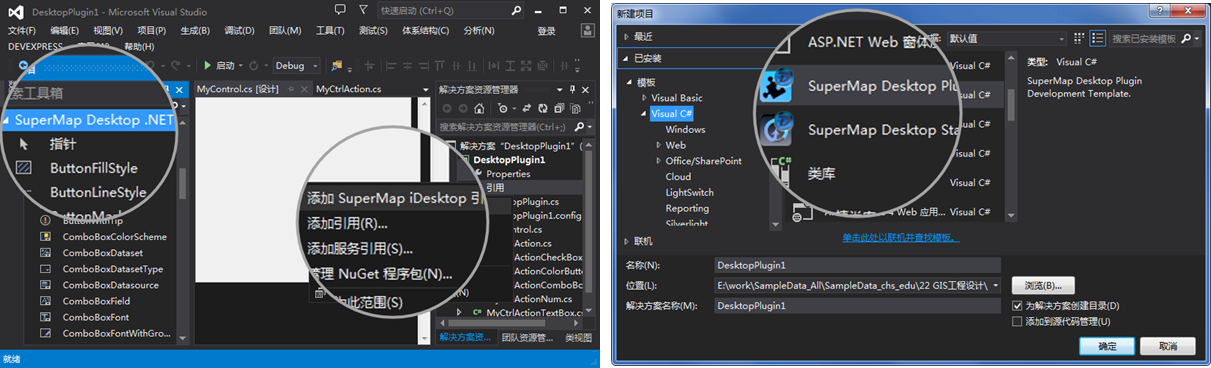 DesktopPlugin1 - Microsoft Visual Studio
快速启动 (Ctrl+Q)
文件(F) 编辑(E) 视图(V) 项目(P) 生成(B) 调试(D) 团队(M) 工具(T) 测试(S) 体系结构(C) 分析(N) 登录
DEVEXPRESS 帮助(H)
启动 Debug
索工具箱
SuperMap Desktop .NET
指针
ButtonFillStyle
ButtonLineStyle
ComboBoxColorScheme
ComboBoxDataset
ComboBoxDatasetType
ComboBoxDatasource
ComboBoxField
ComboBoxFont
ComboBoxFontWithGro...
就绪
MyControl.cs [设计] MyCtrlAction.cs
添加 SuperMap iDesktop 引
添加引用(R)...
添加服务引用(S)...
管理 NuGet 程序包(N)...
为此范围(S)
解决方案资源管理器
搜索解决方案资源管理器(Ctrl+;)
解决方案"DesktopPlugin1"
DesktopPlugin1
Properties
引用
opPlugin.cs
opPlugin1.config
ntrol.cs
Action.cs
ActionCheckBox
ActionColorButt
ActionComboBox
ActionNum.cs
MyCtrlActionTextBox.cs
解决方案资... 团队资源管... 类视图
新建项目
最近
已安装
模板
Visual Basic
Visual C#
Windows
Web
Office/SharePoint
Cloud
LightSwitch
Reporting
Silverlight
联机
默认值
搜索已安装模板
ASP.NET Web 窗体应
SuperMap Desktop Plu
SuperMap Desktop Sta
类库
4 Web 应用...
Visual C#
Visual C#
Visual C#
Visual C#
Visual C#
Visual C#
单击此处以联机并查找模板。
类型: Visual C#
SuperMap Desktop Plugin
Development Template.
名称(N): DesktopPlugin1
位置(L): E:\work\SampleData_All\SampleData_chs_edu\22 GIS工程设计\
浏览(B)...
解决方案名称(M): DesktopPlugin1
为解决方案创建目录(D)
添加到源代码管理(U)
确定 取消